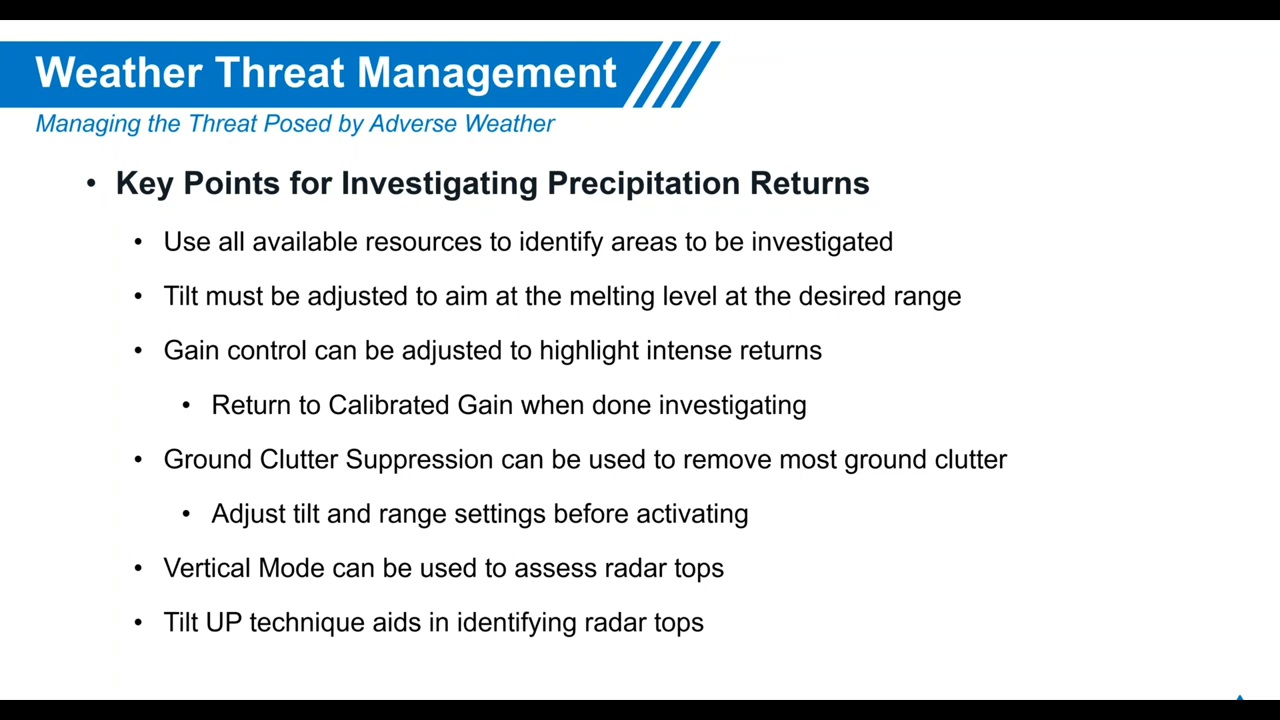 Weather Threat Management
Managing the Threat Posed by Adverse Weather
• Key Points for Investigating Precipitation Returns
• Use all available resources to identify areas to be investigated
• Tilt must be adjusted to aim at the melting level at the desired range
• Gain control can be adjusted to highlight intense returns
• Return to Calibrated Gain when done investigating
• Ground Clutter Suppression can be used to remove most ground clutter
• Adjust tilt and range settings before activating
• Vertical Mode can be used to assess radar tops
• Tilt UP technique aids in identifying radar tops